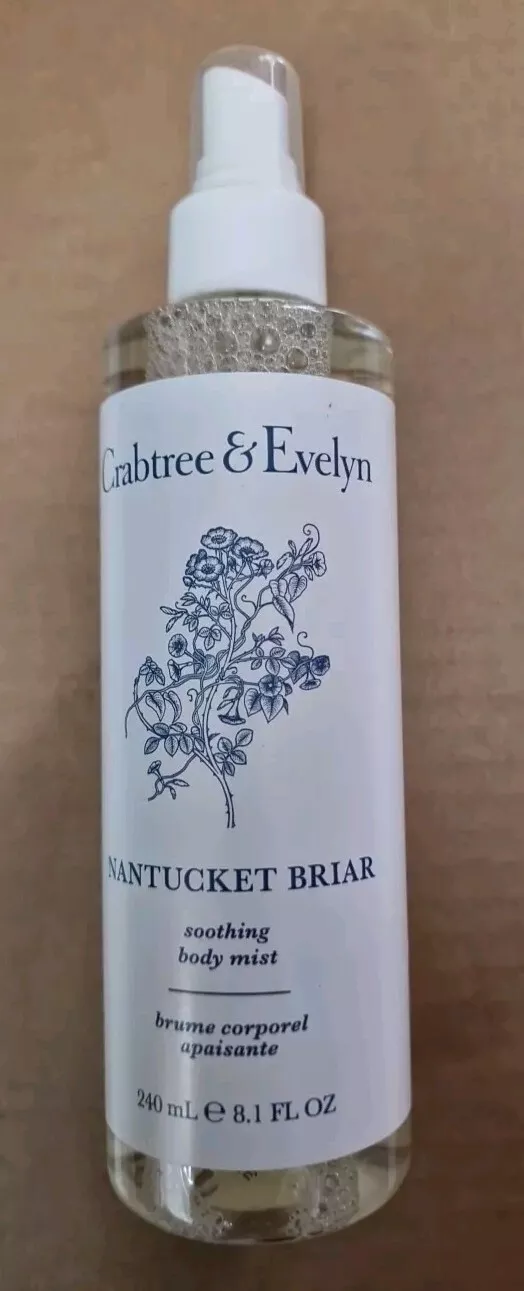 Crabtree & Evelyn
NANTUCKET BRIAR
soothing
body mist
brume corporel
apaisante
240 mL ℮ 8.1 FL OZ